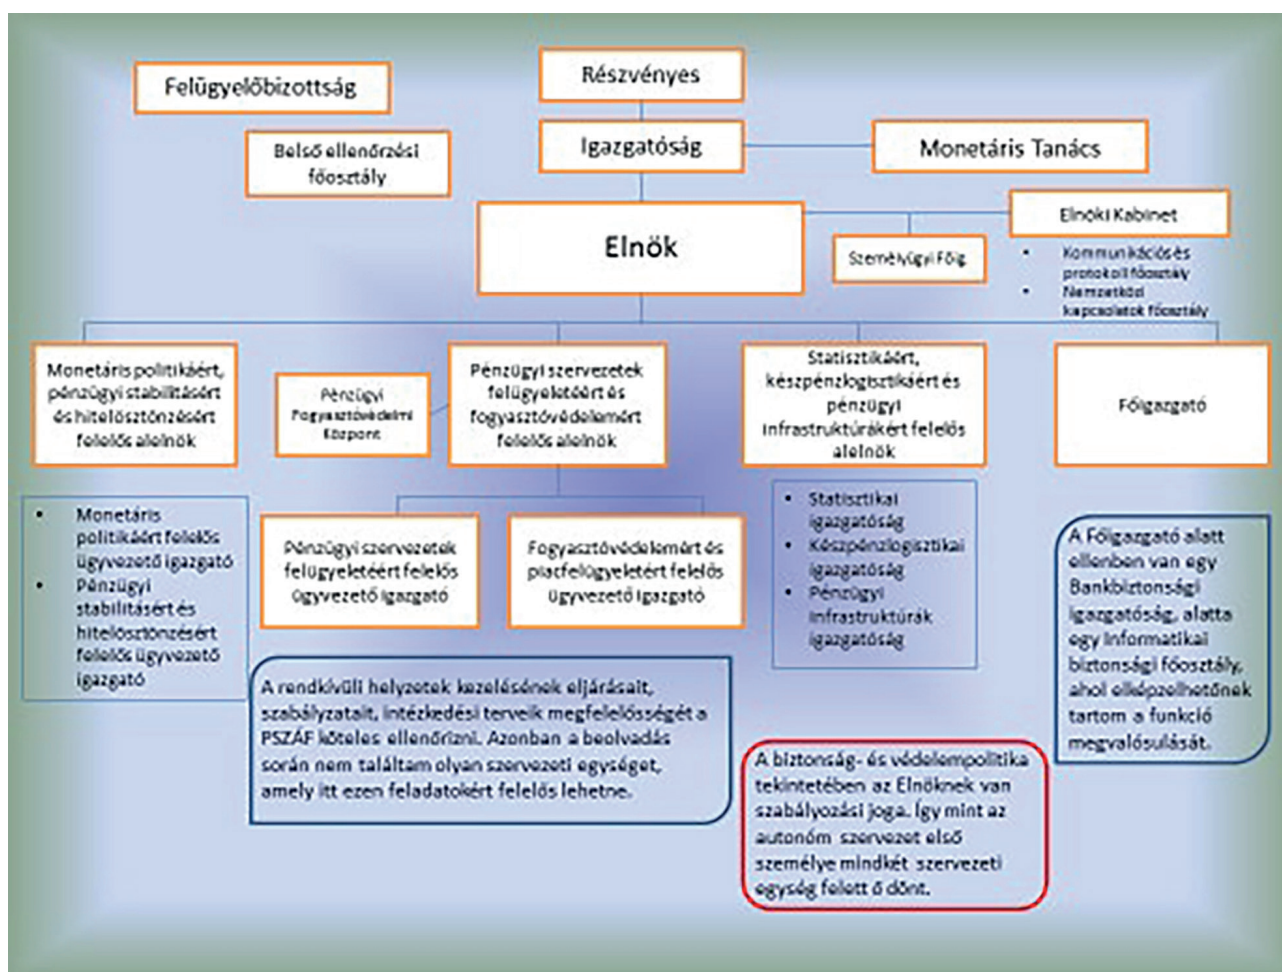 Felügyelőbizottság
Részvényes
Belső ellenőrzési
főosztály
Igazgatóság
Monetáris Tanács
Elnök
Személyügyi Főig.
Elnöki Kabinet
• Kommunikációs és
protokoll főosztály
• Nemzetközi
kapcsolatok főosztály
Monetáris politikáért,
pénzügyi stabilitásért
és hitelösztönzésért
felelős alelnök
Pénzügyi
Fogyasztóvédelmi
Központ
Pénzügyi szervezetek
felügyeletéért és
fogyasztóvédelemért
felelős alelnök
Statisztikáért,
készpénzlogisztikáért és
pénzügyi
infrastruktúrákért felelős
alelnök
Főigazgató
• Monetáris
politikáért felelős
ügyvezető igazgató
• Pénzügyi
stabilitásért és
hitelösztönzésért
felelős ügyvezető
igazgató
Pénzügyi szervezetek
felügyeletéért felelős
ügyvezető igazgató
Fogyasztóvédelemért és
piacfelügyeletért felelős
ügyvezető igazgató
• Statisztikai
igazgatóság
• Készpénzlogisztikai
igazgatóság
• Pénzügyi
infrastruktúrák
igazgatóság
A Főigazgató alatt
ellenben van egy
Bankbiztonsági
igazgatóság, alatta
egy Informatikai
biztonsági főosztály,
ahol elképzelhetőnek
tartom a funkció
megvalósulását.
A rendkívüli helyzetek kezelésének eljárásait,
szabályzatait, intézkedési terveik megfelelősségét a
PSZÁF köteles ellenőrizni. Azonban a beolvadás
során nem találtam olyan szervezeti egységet,
amely itt ezen feladatokért felelős lehetne.
A biztonság- és védelempolitika
tekintetében az Elnöknek van
szabályozási joga. Így mint az
autonóm szervezet első
személye mindkét szervezeti
egység felett ő dönt.